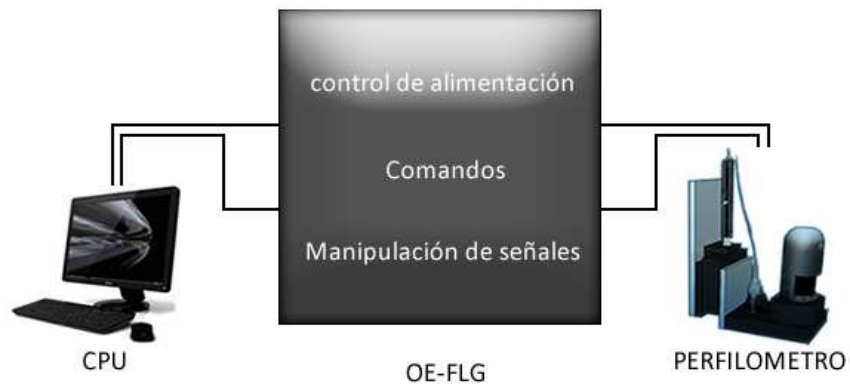 control de alimentación
Comandos
Manipulación de señales
CPU
OE-FLG
PERFILOMETRO